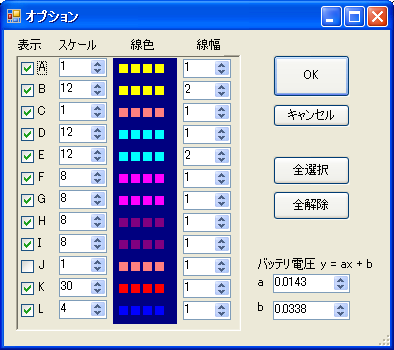 オプション
表示 スケール 線色 線幅
A 1 1
B 12 2
C 1 1
D 12 1
E 12 2
F 8 1
G 8 1
H 8 1
I 8 1
J 1 1
K 30 1
L 4 1
OK
キャンセル
全選択
全解除
バッテリ電圧 y = ax + b
a 0.0143
b 0.0338